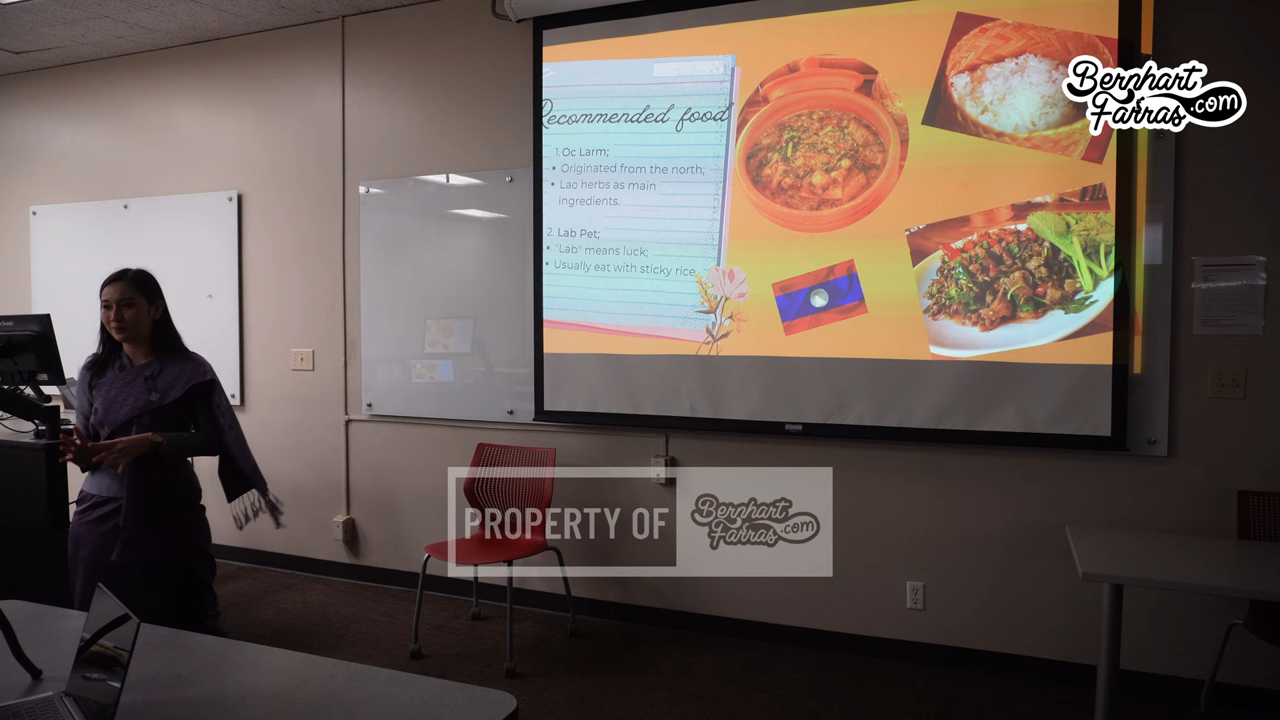 Recommended food
1. Oc Larm;
• Originated from the north;
• Lao herbs as main
ingredients.
2. Lab Pet;
• "Lab" means luck;
• Usually eat with sticky rice.
Bernhart
&
Farras.com
PROPERTY OF
Bernhart
&
Farras.com